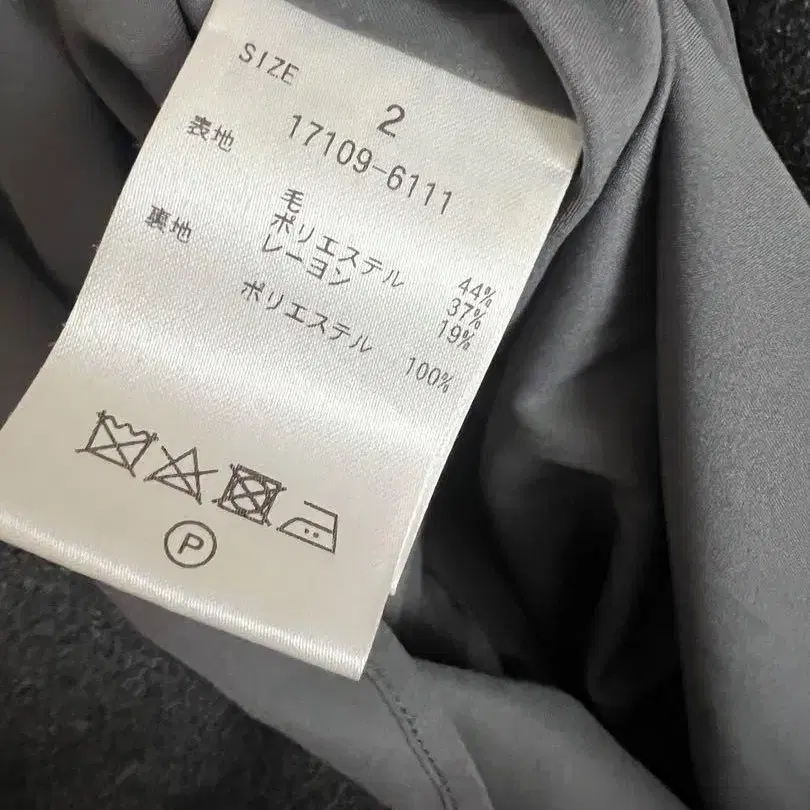 SIZE
2
17109-6111
表地
毛 44%
ポリエステル 37%
レーヨン 19%
裏地
ポリエステル 100%
P